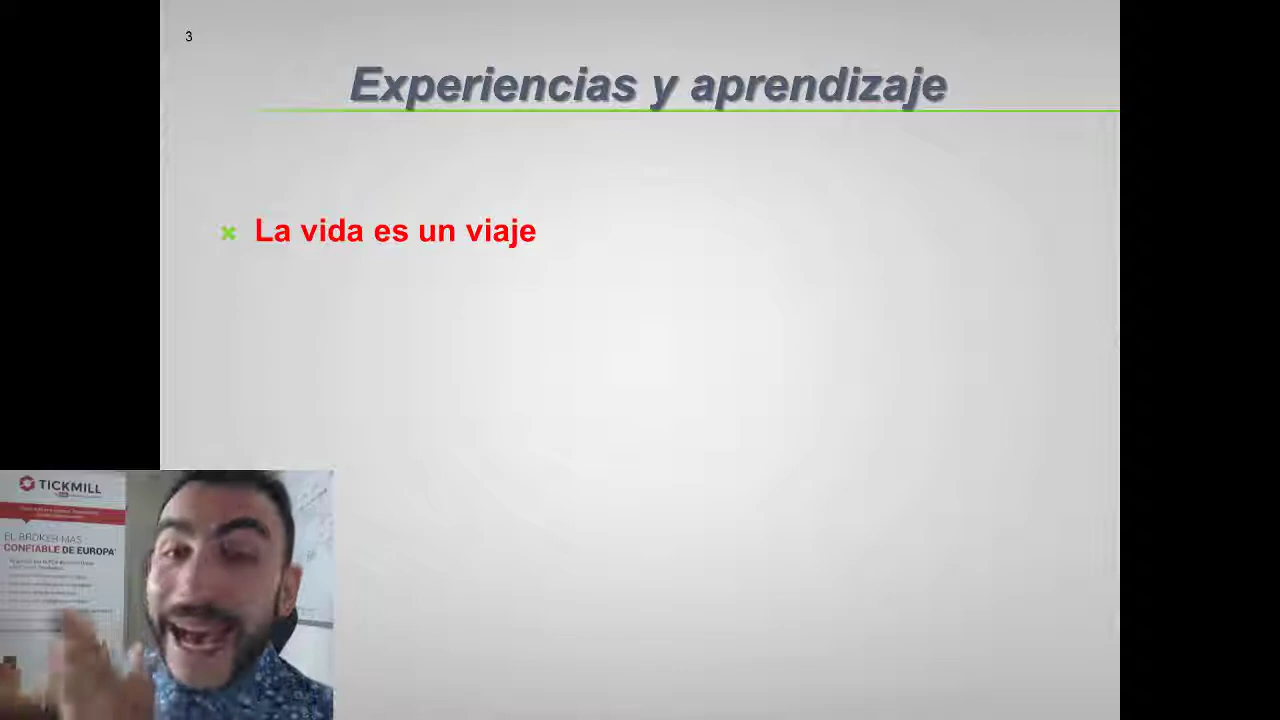 3
Experiencias y aprendizaje
La vida es un viaje
TICKMILL
EL BROKER MÁS
CONFIABLE DE EUROPA*